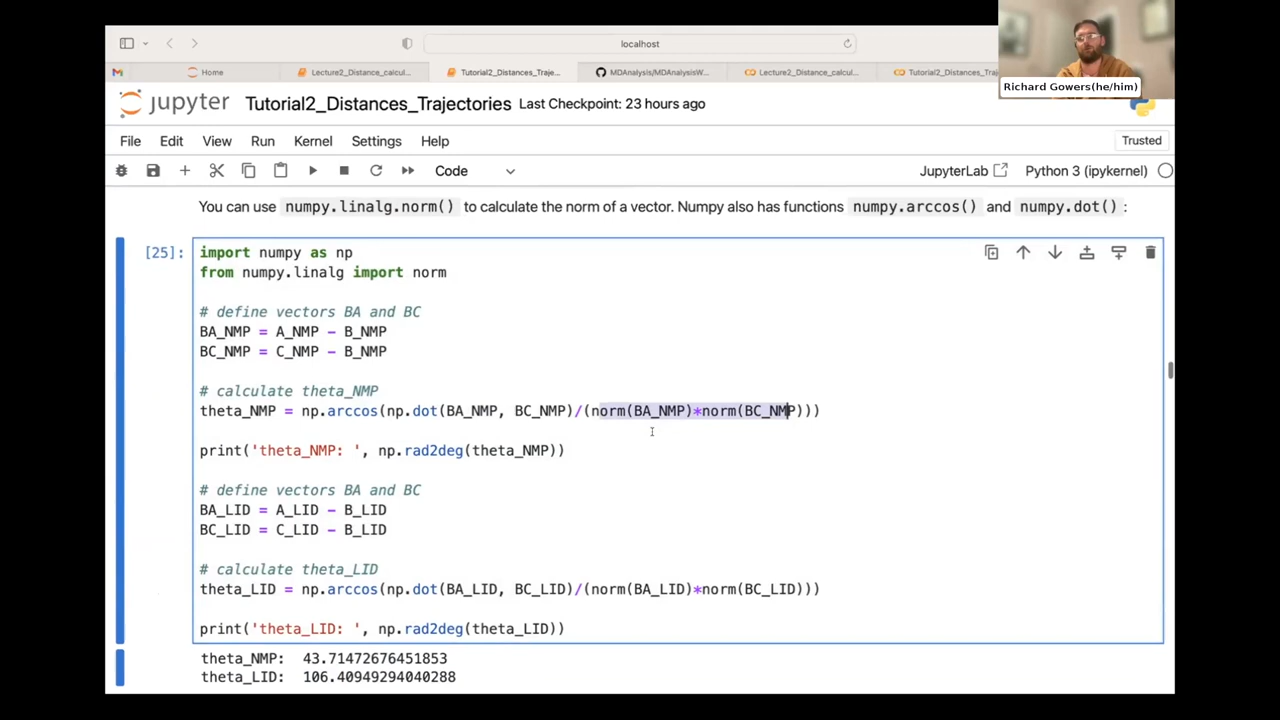 localhost
Home
Lecture2_Distance_calcul...
Tutorial2_Distances_Traje...
MDAnalysis/MDAnalysisW...
Lecture2_Distance_calcul...
Tutorial2_Distances_Tra
Richard Gowers(he/him)
jupyter Tutorial2_Distances_Trajectories Last Checkpoint: 23 hours ago
File Edit View Run Kernel Settings Help
Trusted
Code
JupyterLab
Python 3 (ipykernel)
You can use numpy.linalg.norm() to calculate the norm of a vector. Numpy also has functions numpy.arccos() and numpy.dot() :
[25]:
import numpy as np
from numpy.linalg import norm
# define vectors BA and BC
BA_NMP = A_NMP - B_NMP
BC_NMP = C_NMP - B_NMP
# calculate theta_NMP
theta_NMP = np.arccos(np.dot(BA_NMP, BC_NMP)/(norm(BA_NMP)*norm(BC_NMP)))
print('theta_NMP: ', np.rad2deg(theta_NMP))
# define vectors BA and BC
BA_LID = A_LID - B_LID
BC_LID = C_LID - B_LID
# calculate theta_LID
theta_LID = np.arccos(np.dot(BA_LID, BC_LID)/(norm(BA_LID)*norm(BC_LID)))
print('theta_LID: ', np.rad2deg(theta_LID))
theta_NMP:  43.71472676451853
theta_LID:  106.40949294040288